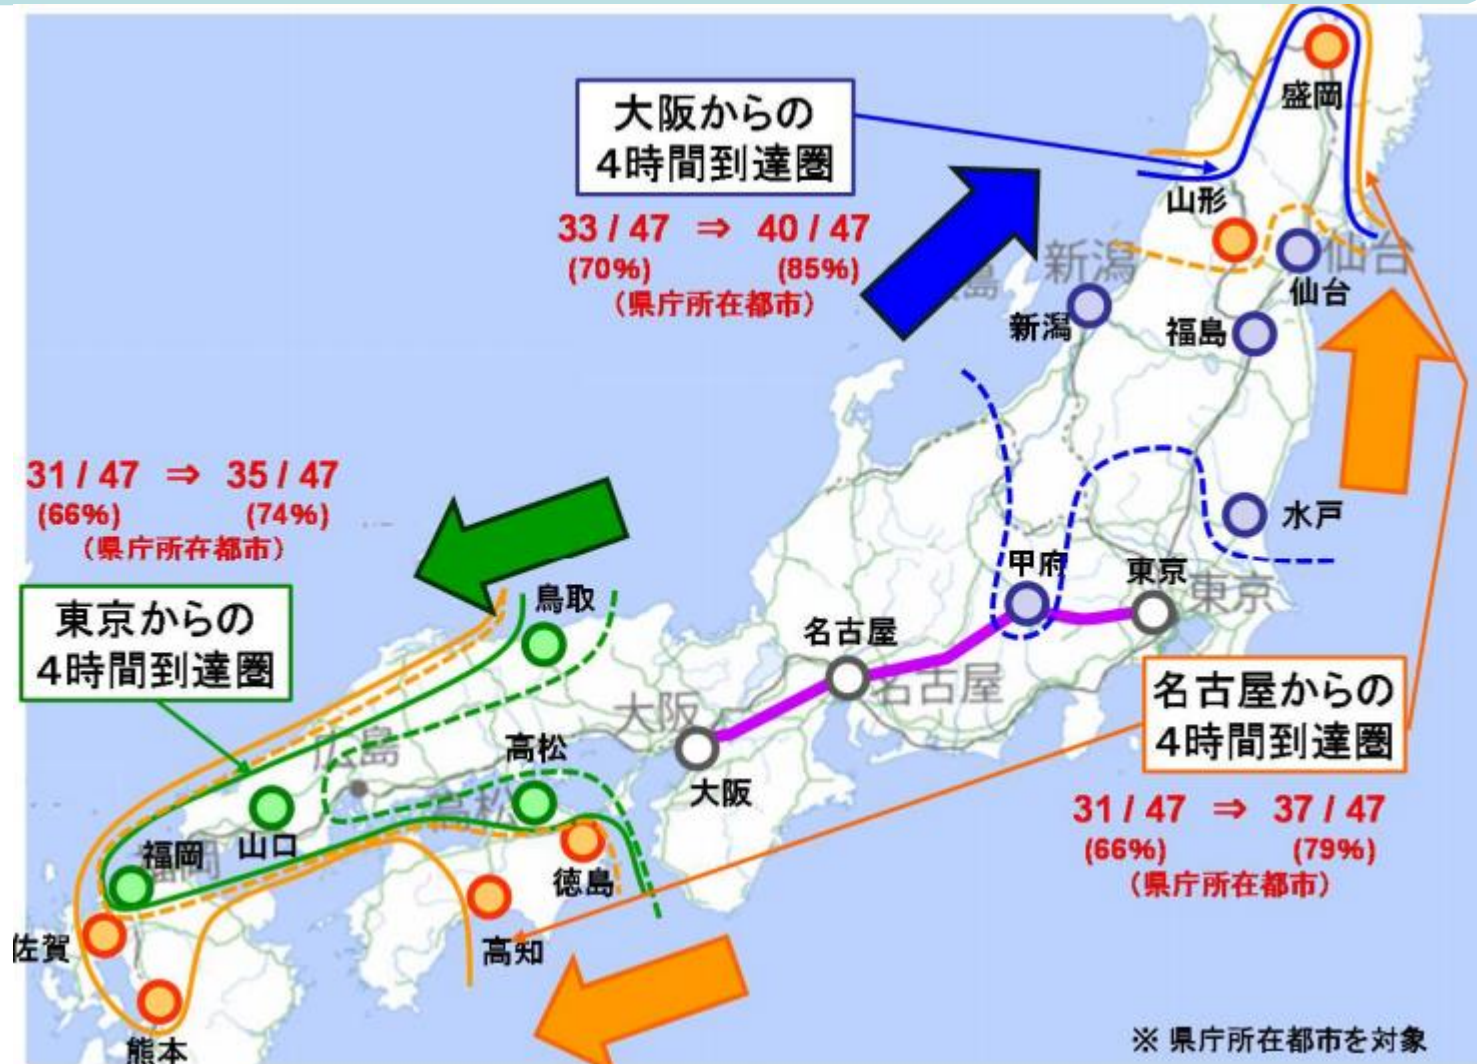 盛岡
大阪からの
4時間到達圏
山形
33 / 47 ⇒ 40 / 47
(70%) (85%)
(県庁所在都市)
新潟
仙台
仙台
新潟
福島
31 / 47 ⇒ 35 / 47
(66%) (74%)
(県庁所在都市)
水戸
甲府
東京
東京
鳥取
東京からの
4時間到達圏
名古屋
名古屋
大阪
名古屋からの
4時間到達圏
広島
高松
大阪
高松
31 / 47 ⇒ 37 / 47
(66%) (79%)
(県庁所在都市)
福岡
福岡
山口
徳島
佐賀
高知
熊本
※ 県庁所在都市を対象